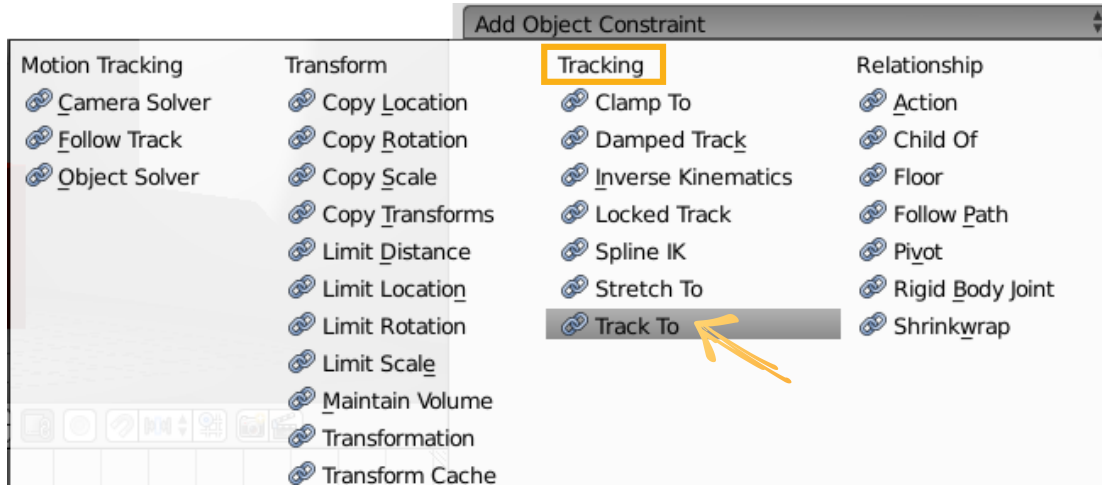 Add Object Constraint
Motion Tracking
Camera Solver
Follow Track
Object Solver
Transform
Copy Location
Copy Rotation
Copy Scale
Copy Transforms
Limit Distance
Limit Location
Limit Rotation
Limit Scale
Maintain Volume
Transformation
Transform Cache
Tracking
Clamp To
Damped Track
Inverse Kinematics
Locked Track
Spline IK
Stretch To
Track To
Relationship
Action
Child Of
Floor
Follow Path
Pivot
Rigid Body Joint
Shrinkwrap